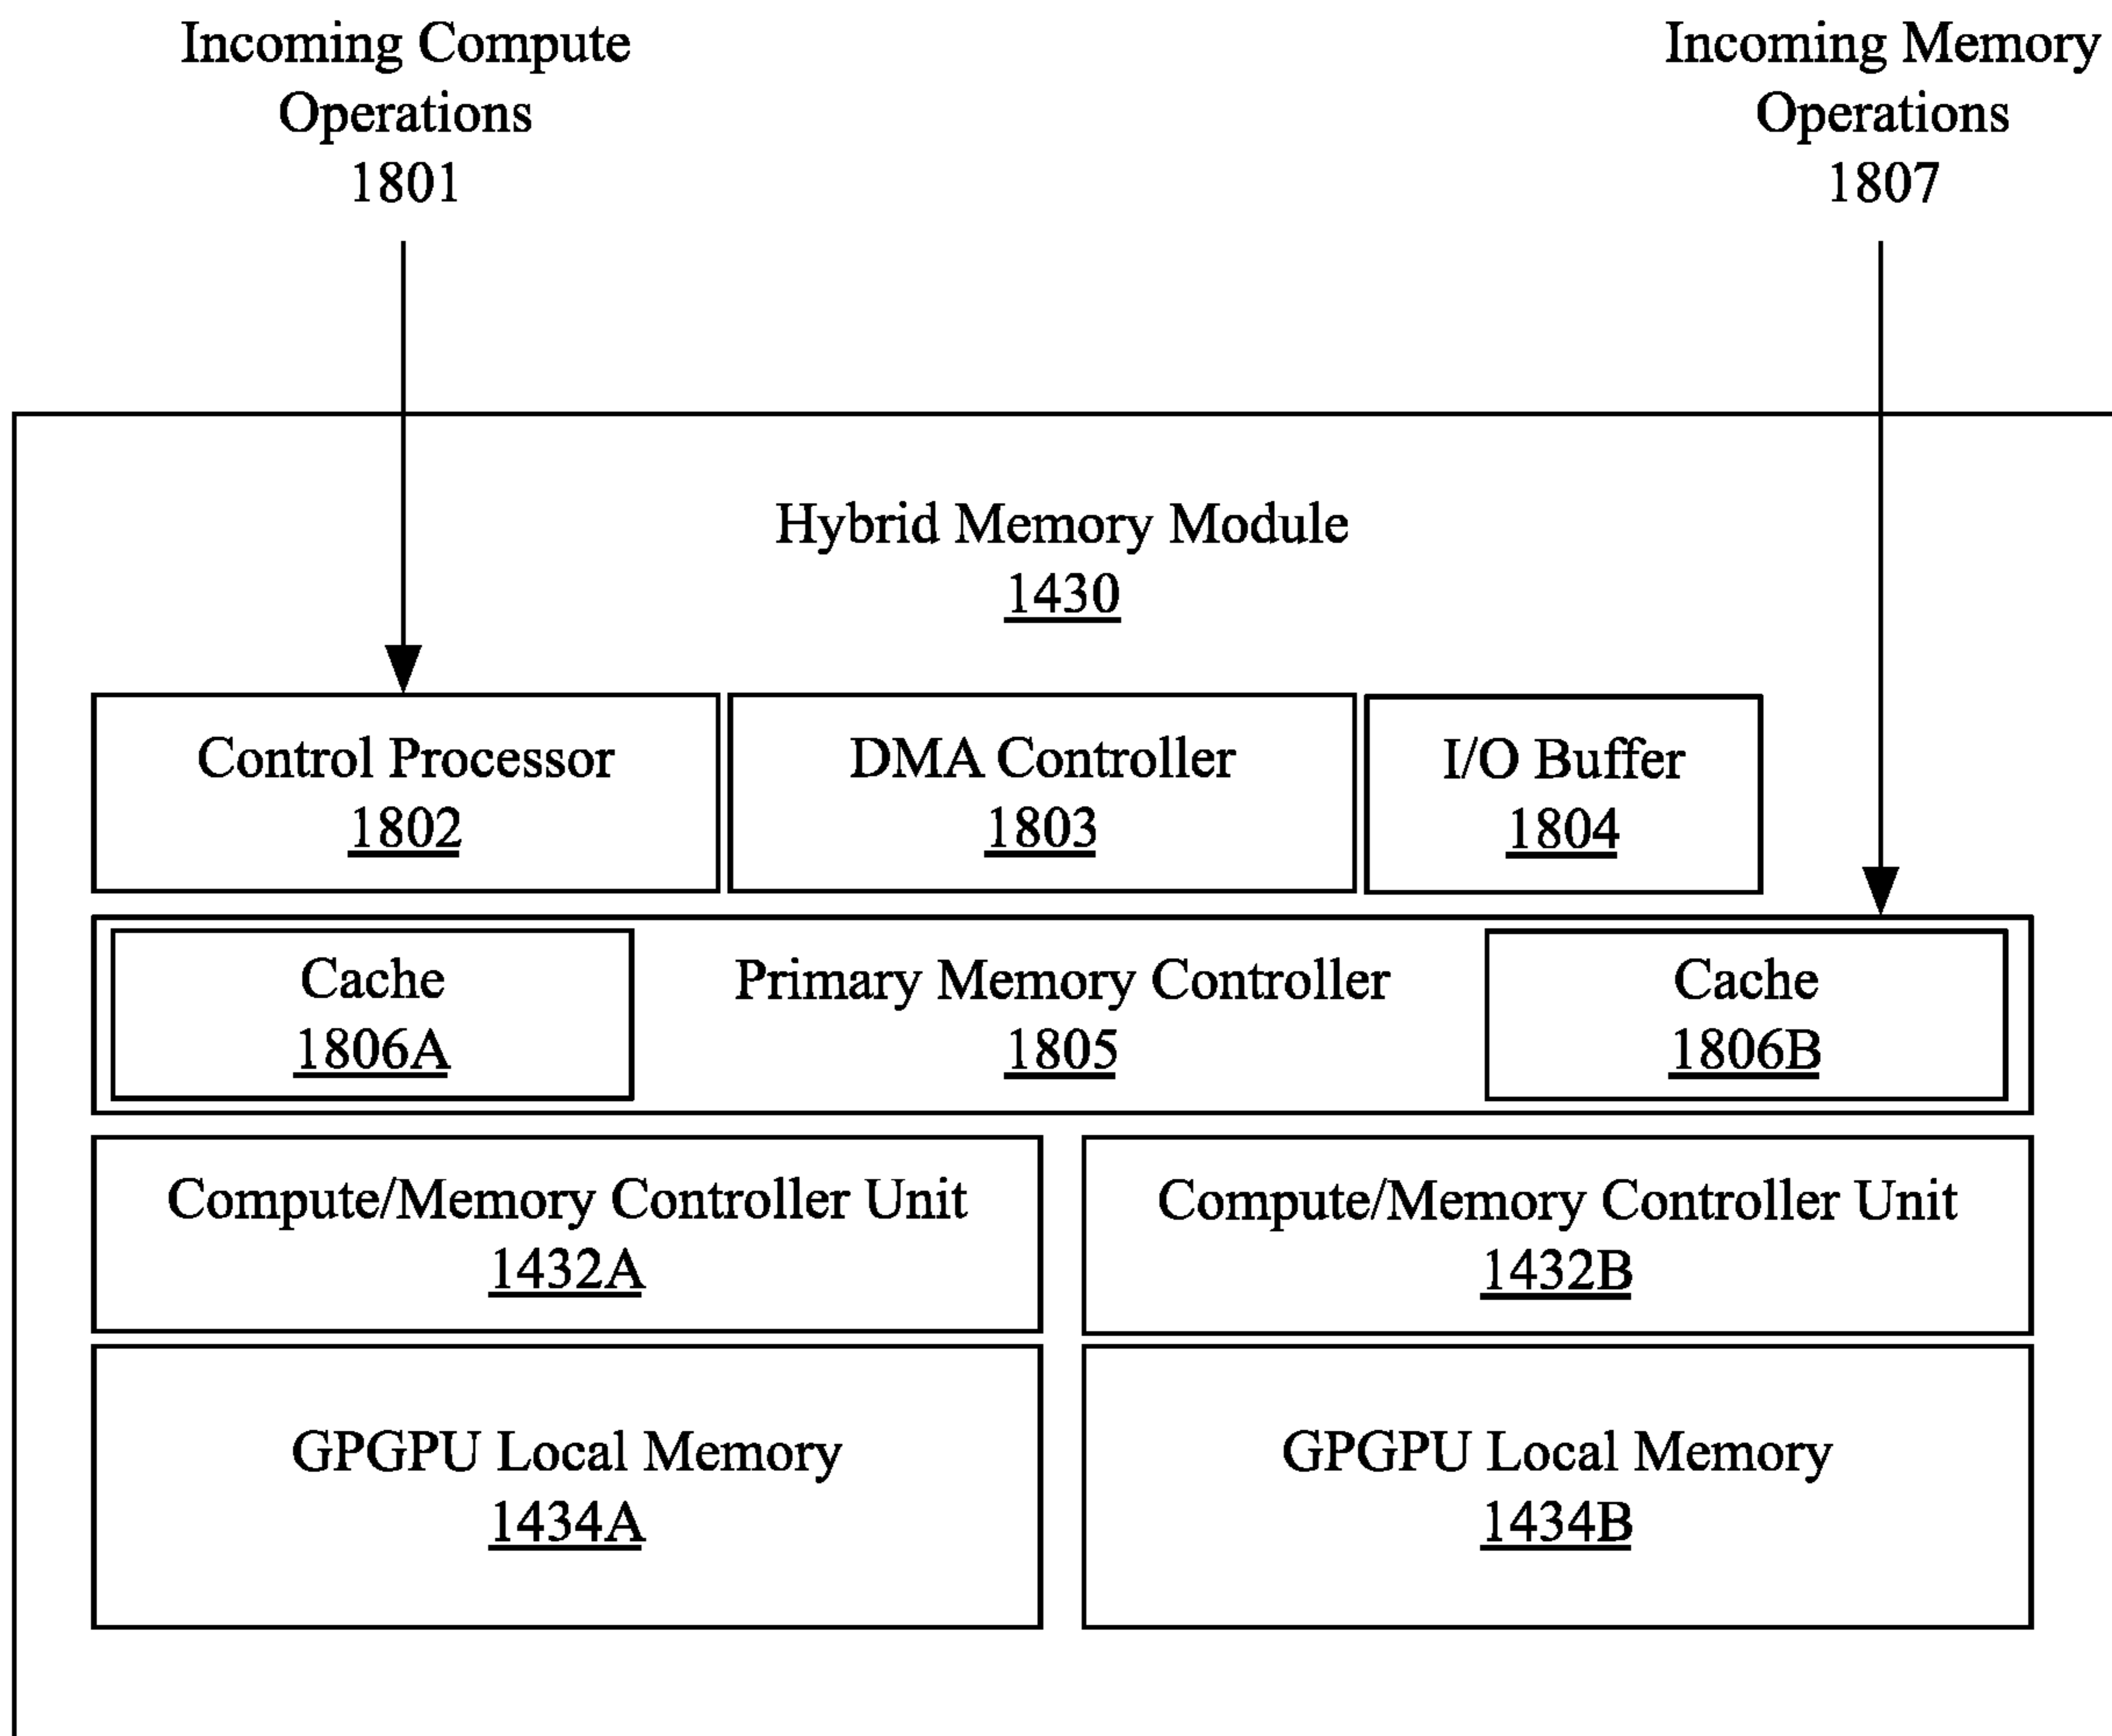 Incoming Compute
Operations
1801
Incoming Memory
Operations
1807
Hybrid Memory Module
1430
Control Processor
1802
DMA Controller
1803
I/O Buffer
1804
Cache
1806A
Primary Memory Controller
1805
Cache
1806B
Compute/Memory Controller Unit
1432A
Compute/Memory Controller Unit
1432B
GPGPU Local Memory
1434A
GPGPU Local Memory
1434B